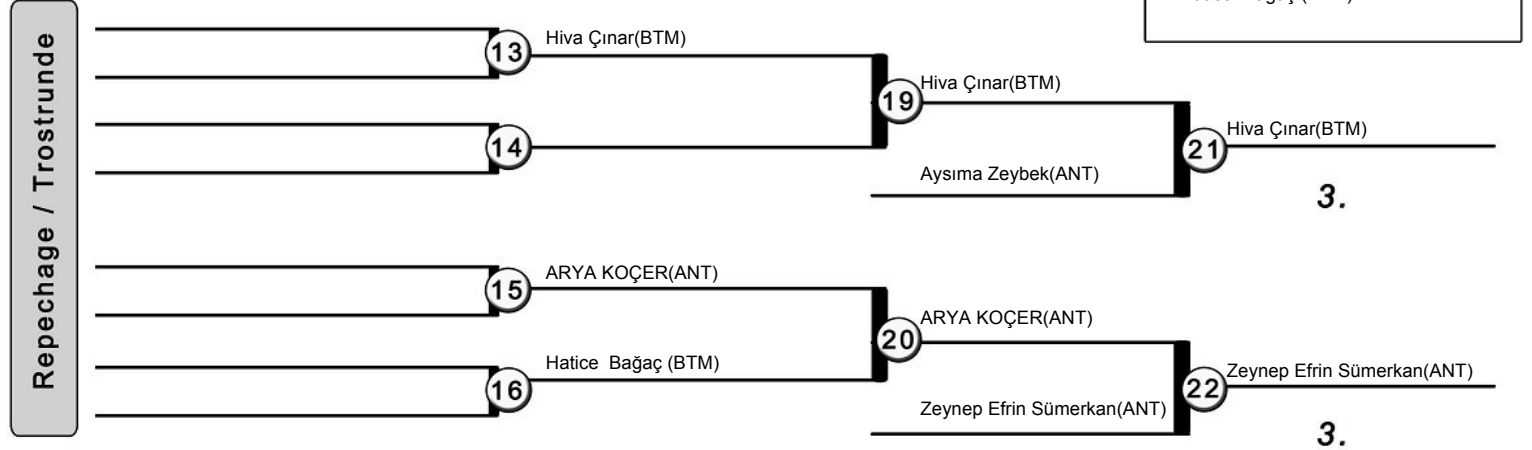 Repechage / Trostrunde
13
Hiva Çınar(BTM)
14
19
Hiva Çınar(BTM)
Aysıma Zeybek(ANT)
21
Hiva Çınar(BTM)
3.
15
ARYA KOÇER(ANT)
16
Hatice Bağaç (BTM)
20
ARYA KOÇER(ANT)
Zeynep Efrin Sümerkan(ANT)
22
Zeynep Efrin Sümerkan(ANT)
3.